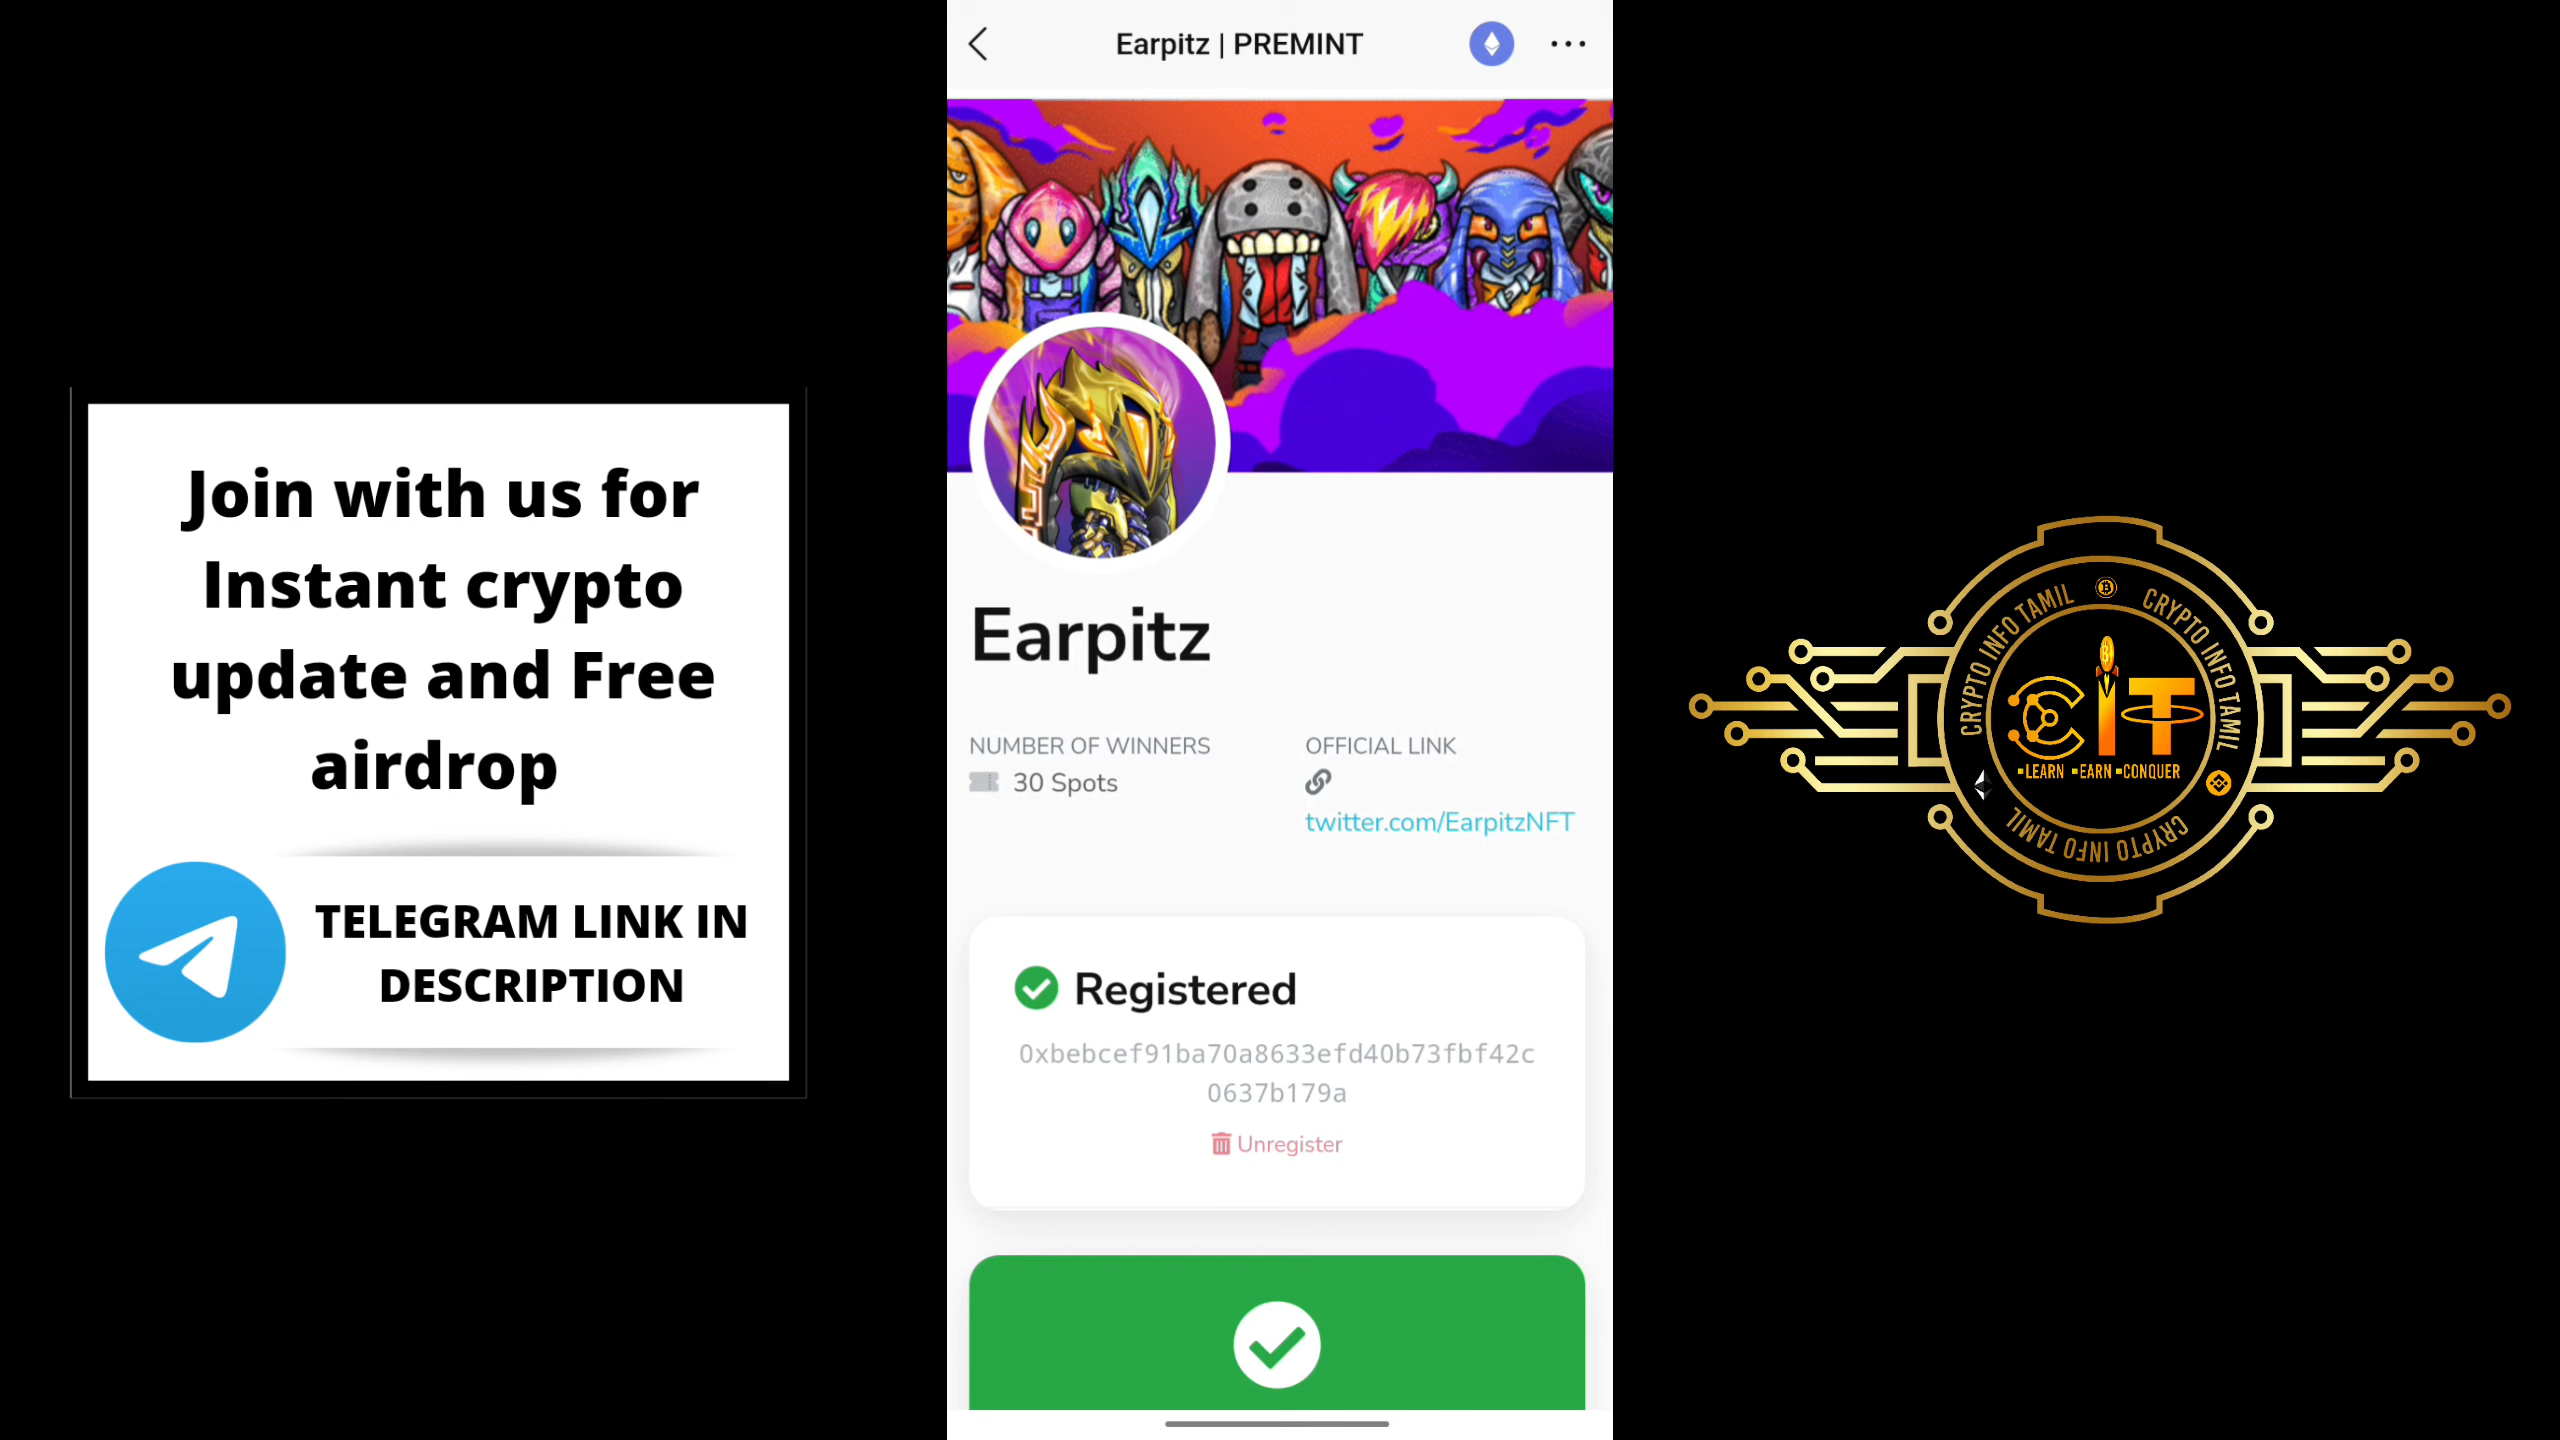 Join with us for
Instant crypto
update and Free
airdrop
TELEGRAM LINK IN
DESCRIPTION
Earpitz | PREMINT
Earpitz
NUMBER OF WINNERS
30 Spots
OFFICIAL LINK
twitter.com/EarpitzNFT
Registered
0xbebcef91ba70a8633efd40b73fbf42c
0637b179a
Unregister
CRYPTO INFO TAMIL
CRYPTO INFO TAMIL
CRYPTO INFO TAMIL
CIT
▪LEARN ▪EARN ▪CONQUER